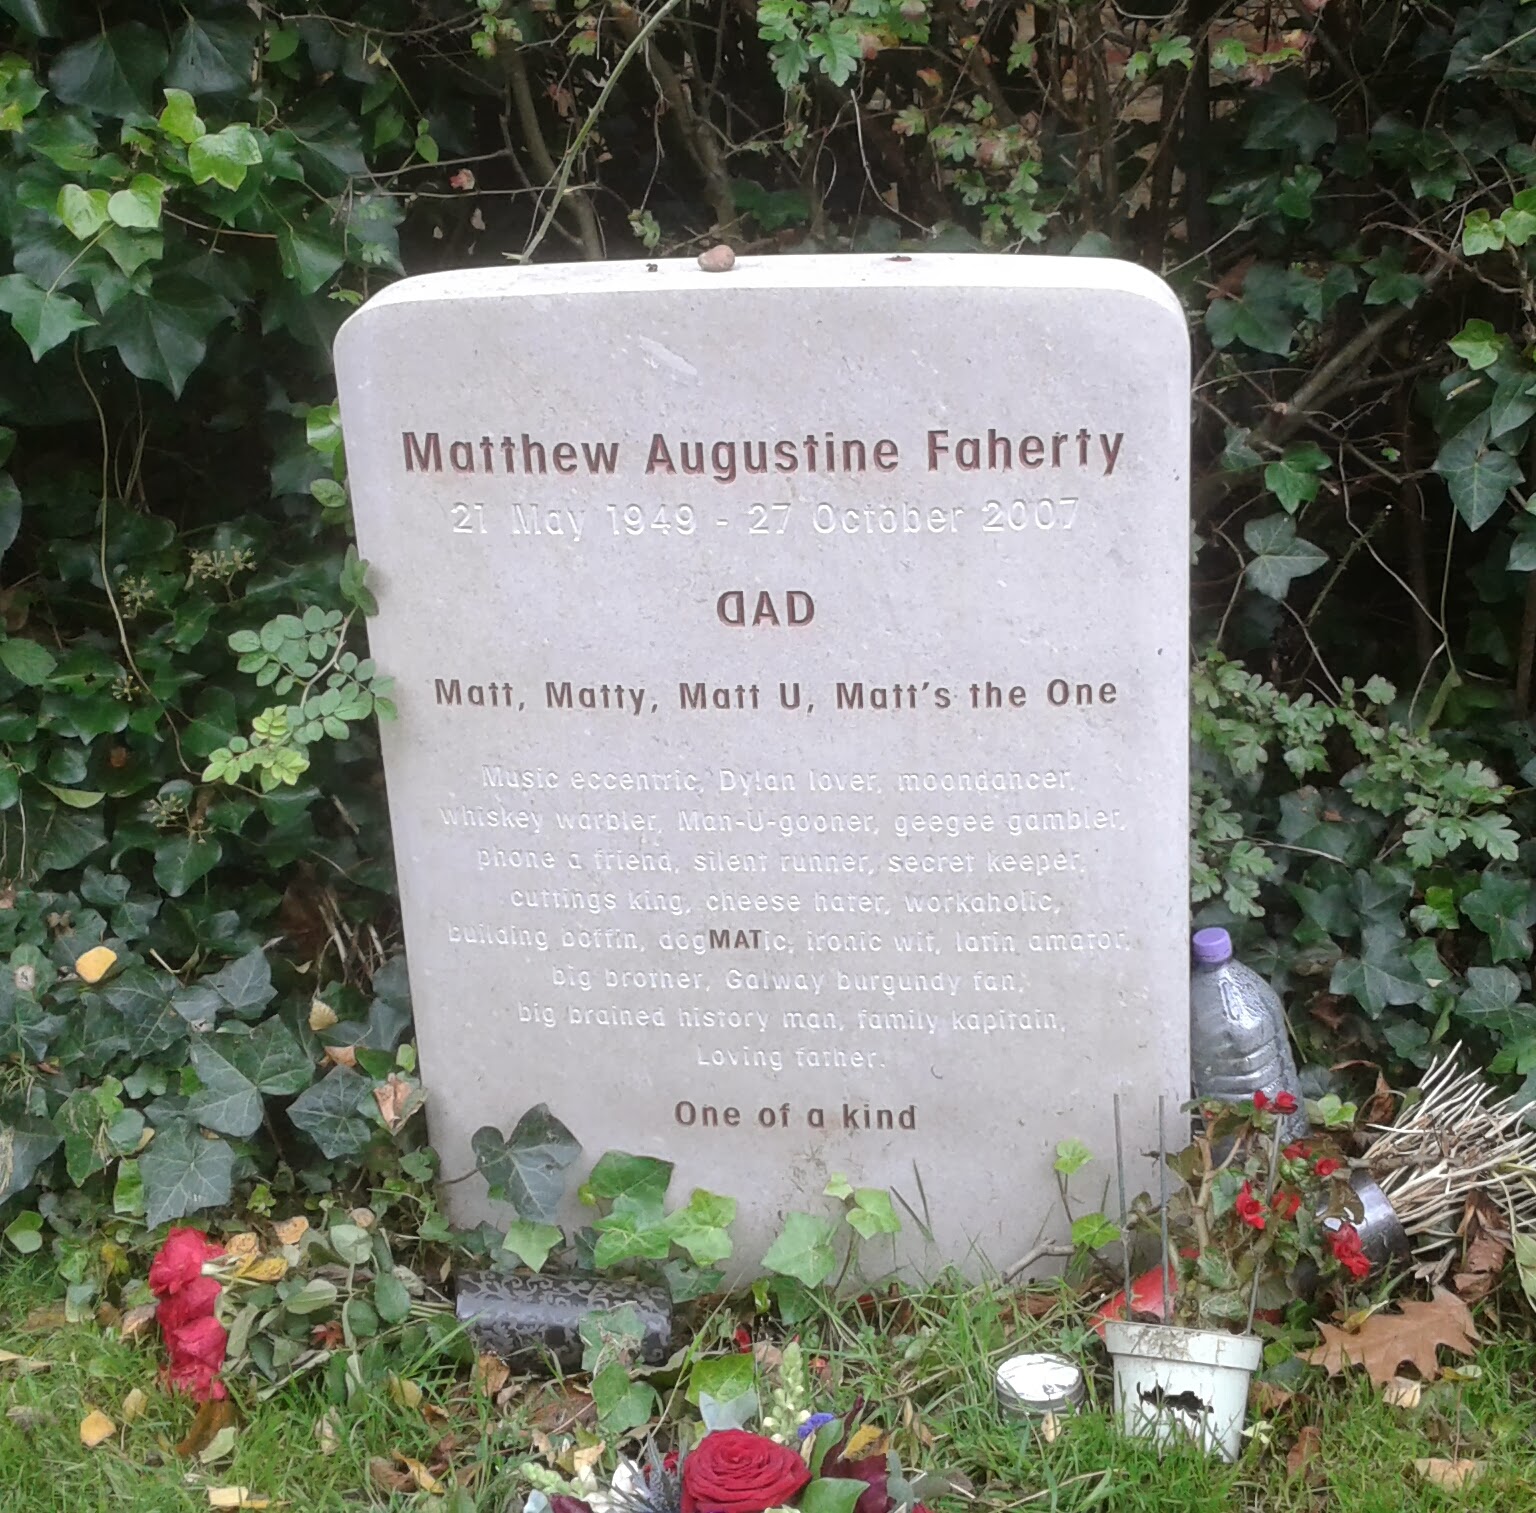 Matthew Augustine Faherty
21 May 1949 - 27 October 2007
DAD
Matt, Matty, Matt U, Matt's the One
Music eccentric, Dylan lover, moondancer,
whiskey warbler, Man-U-gooner, geegee gambler,
phone a friend, silent runner, secret keeper,
cuttings king, cheese hater, workaholic,
building boffin, dogMATic, ironic wit, latin amator,
big brother, Galway burgundy fan,
big brained history man, family kapitain,
Loving father.
One of a kind